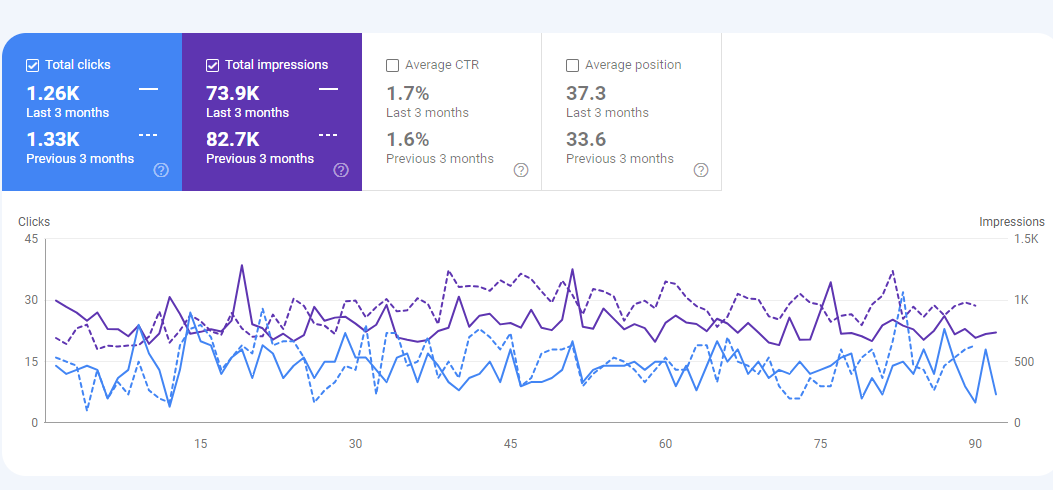 Total clicks
1.26K
Last 3 months
1.33K
Previous 3 months
Total impressions
73.9K
Last 3 months
82.7K
Previous 3 months
Average CTR
1.7%
Last 3 months
1.6%
Previous 3 months
Average position
37.3
Last 3 months
33.6
Previous 3 months
Clicks
Impressions
45
1.5K
30
1K
15
500
0
0
15 30 45 60 75 90